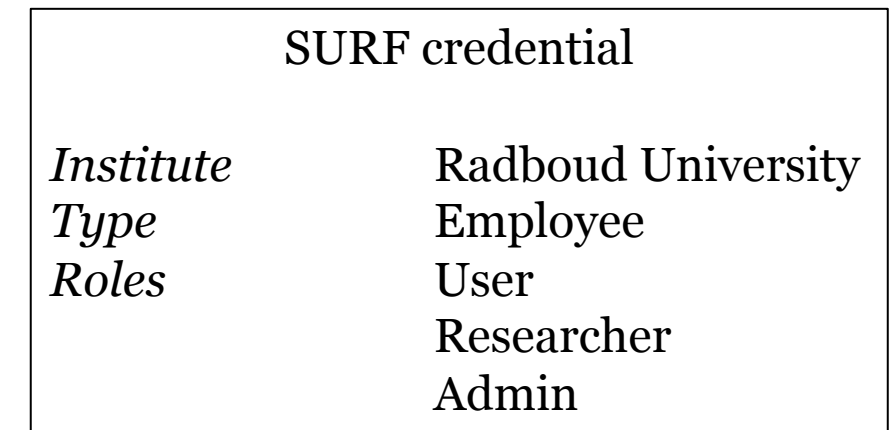 SURF credential
Institute Radboud University
Type Employee
Roles User
Researcher
Admin